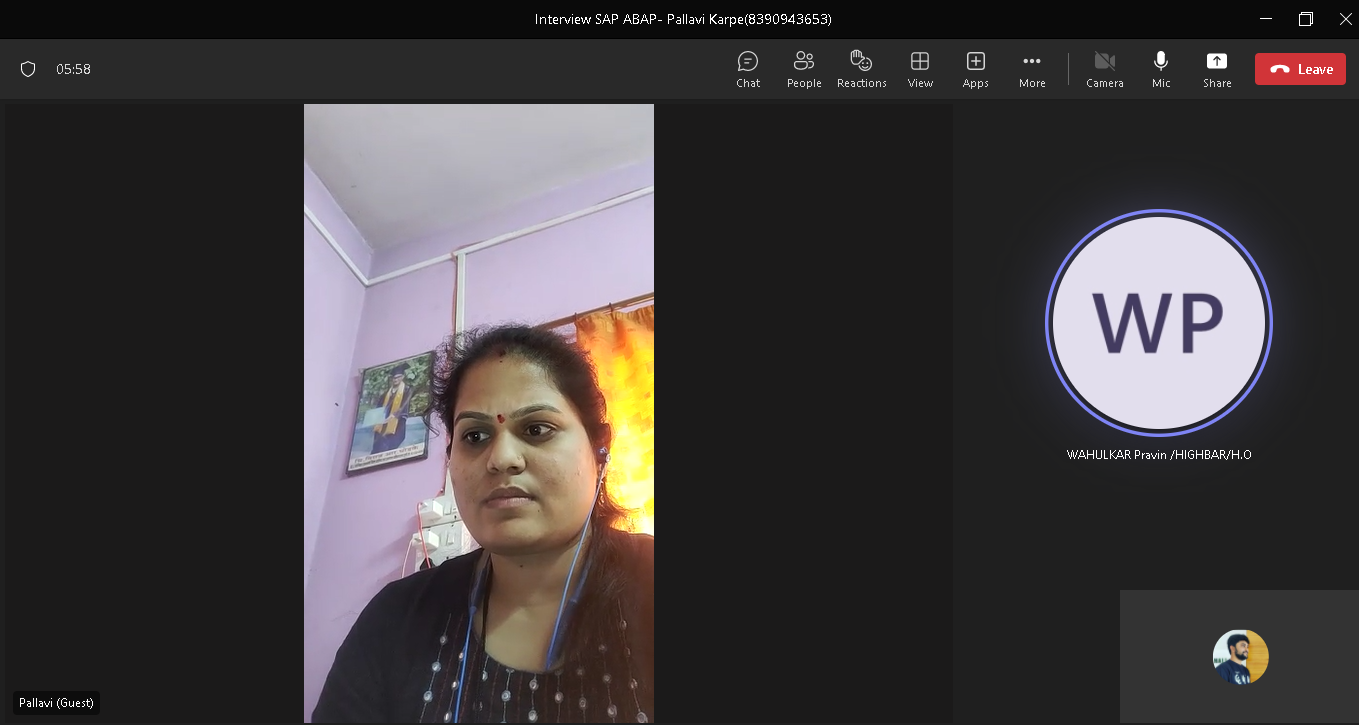 Interview SAP ABAP- Pallavi Karpe(8390943653)
05:58
Chat
People
Reactions
View
Apps
More
Camera
Mic
Share
Leave
WP
WAHULKAR Pravin /HIGHBAR/H.O
Pallavi (Guest)